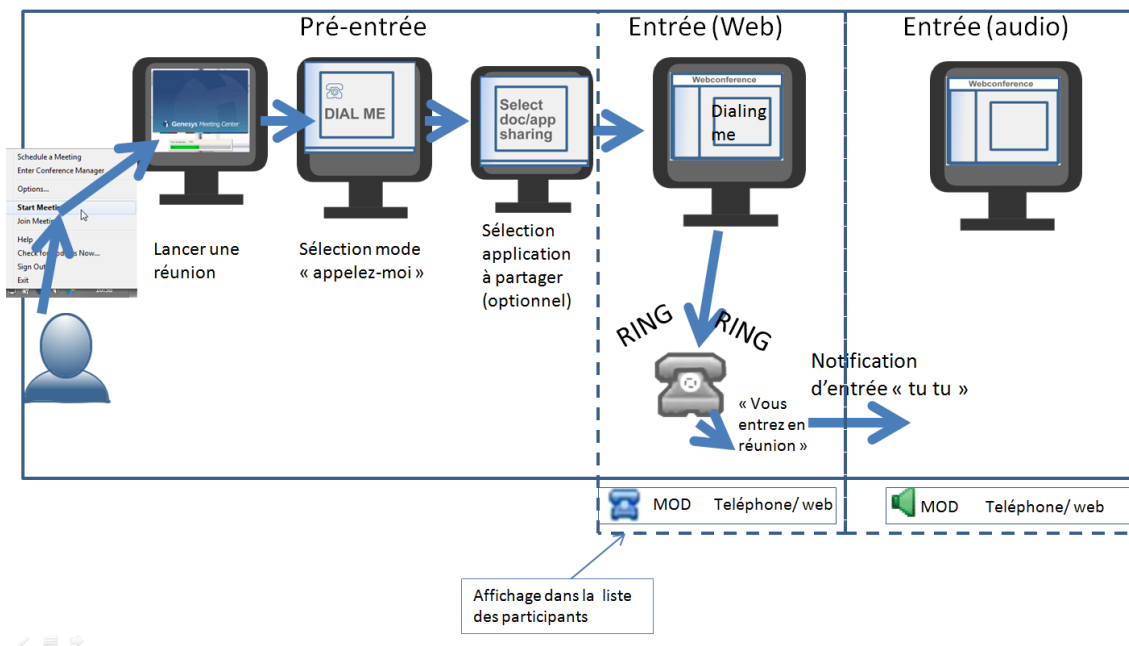 Pré-entrée
Entrée (Web)
Entrée (audio)
Genesys Meeting Center
DIAL ME
Select
doc/app
sharing
Webconference
Dialing
me
Webconference
Schedule a Meeting
Enter Conference Manager
Options...
Start Meeting
Join Meeting
Help
Check for Now...
Sign Out
Exit
Lancer une
réunion
Sélection mode
« appelez-moi »
Sélection
application
à partager
(optionnel)
RING
RING
Notification
d'entrée « tu tu »
« Vous
entrez en
réunion »
MOD Teléphone/ web
MOD Teléphone/ web
Affichage dans la liste
des participants